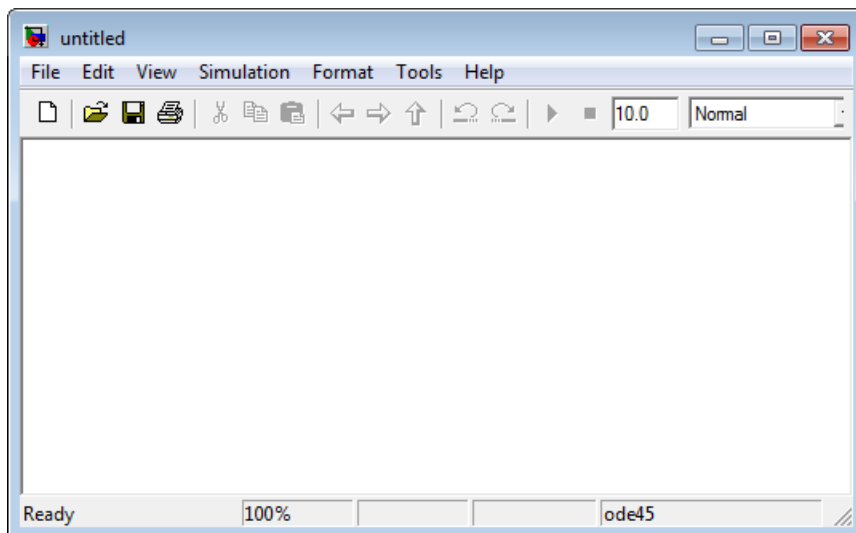 untitled
File Edit View Simulation Format Tools Help
10.0 Normal
Ready 100% ode45